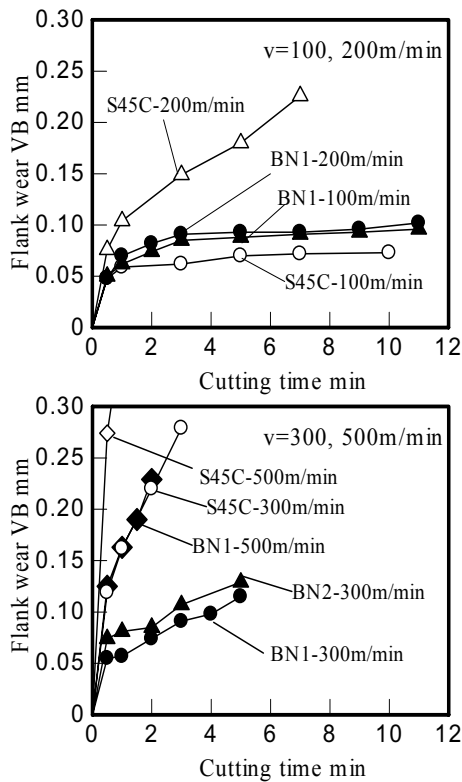 0.30
v=100, 200m/min
0.25
S45C-200m/min
0.20
BN1-200m/min
0.15
BN1-100m/min
0.10
0.05
S45C-100m/min
0
Flank wear VB mm
0 2 4 6 8 10 12
Cutting time min
0.30
v=300, 500m/min
0.25
S45C-500m/min
S45C-300m/min
0.20
BN1-500m/min
0.15
BN2-300m/min
0.10
0.05
BN1-300m/min
0.00
Flank wear VB mm
0 2 4 6 8 10 12
Cutting time min